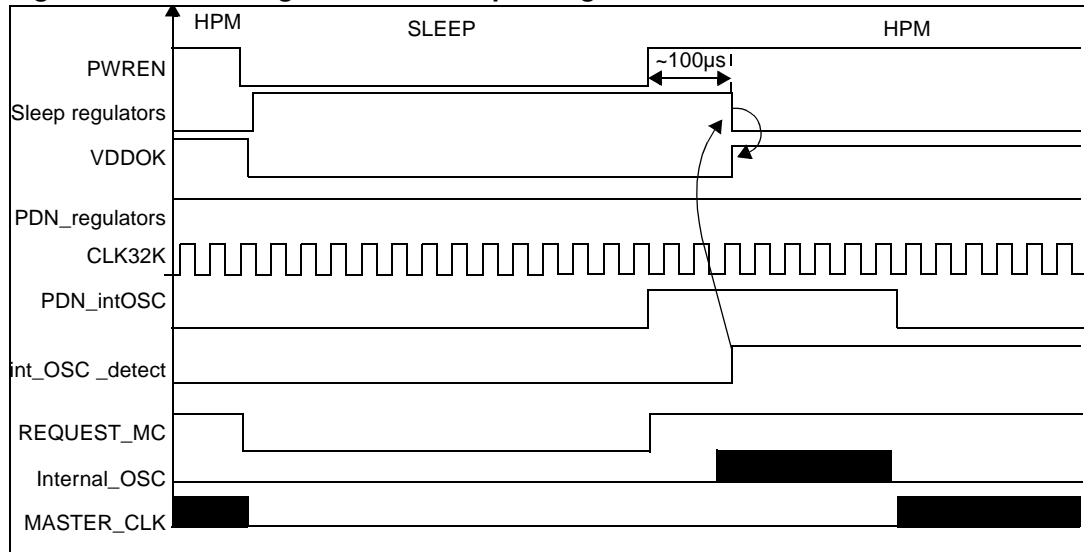 HPM SLEEP HPM
PWREN
~100µs
Sleep regulators
VDDOK
PDN_regulators
CLK32K
PDN_intOSC
int_OSC _detect
REQUEST_MC
Internal_OSC
MASTER_CLK